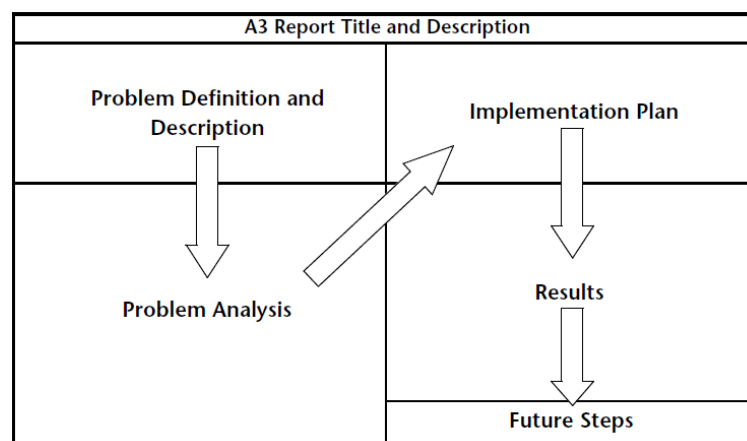 A3 Report Title and Description
Problem Definition and
Description
Problem Analysis
Implementation Plan
Results
Future Steps